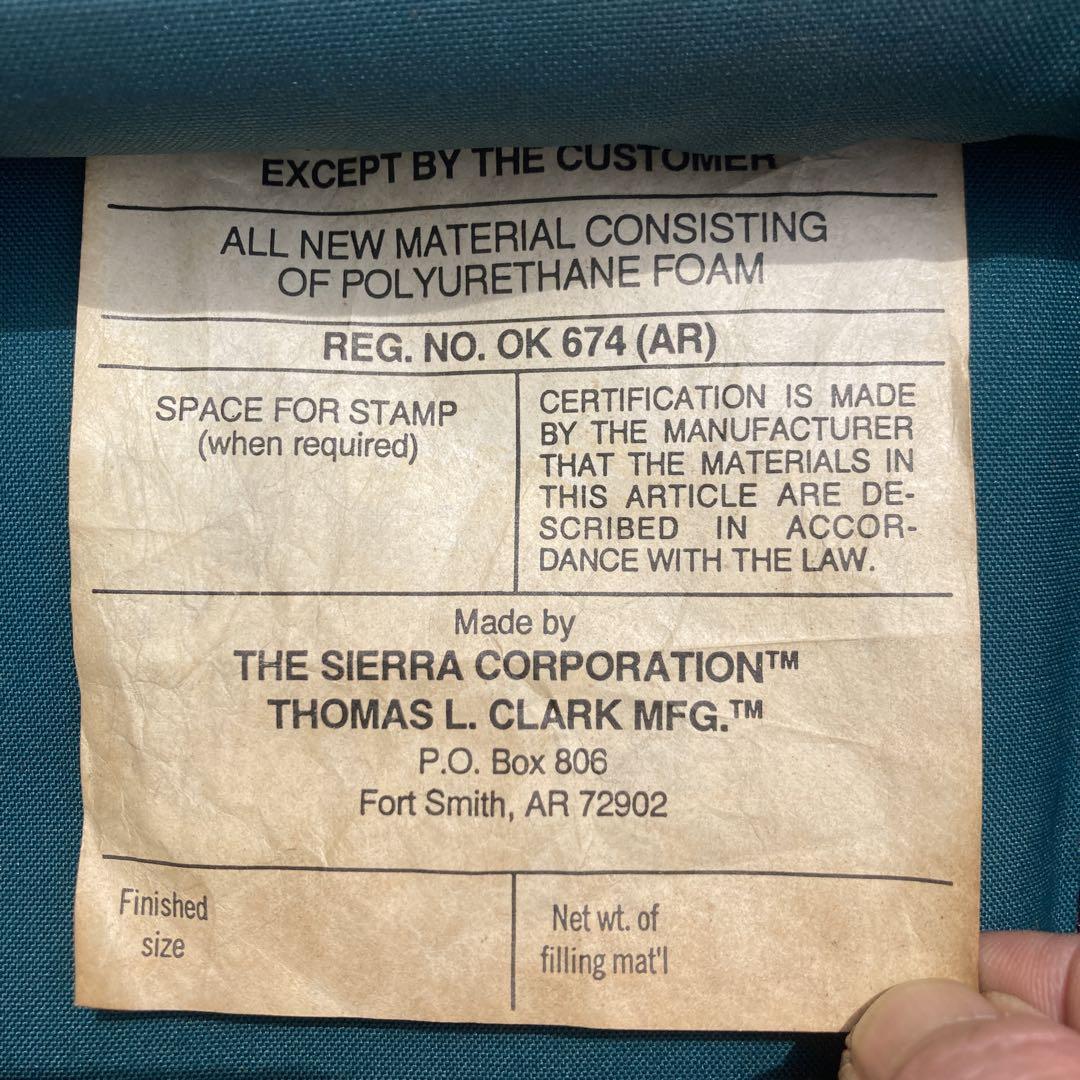 EXCEPT BY THE CUSTOMER
ALL NEW MATERIAL CONSISTING
OF POLYURETHANE FOAM
REG. NO. OK 674 (AR)
SPACE FOR STAMP
(when required)
CERTIFICATION IS MADE
BY THE MANUFACTURER
THAT THE MATERIALS IN
THIS ARTICLE ARE DE-
SCRIBED IN ACCOR-
DANCE WITH THE LAW.
Made by
THE SIERRA CORPORATION™
THOMAS L. CLARK MFG.™
P.O. Box 806
Fort Smith, AR 72902
Finished
size
Net wt. of
filling mat'l